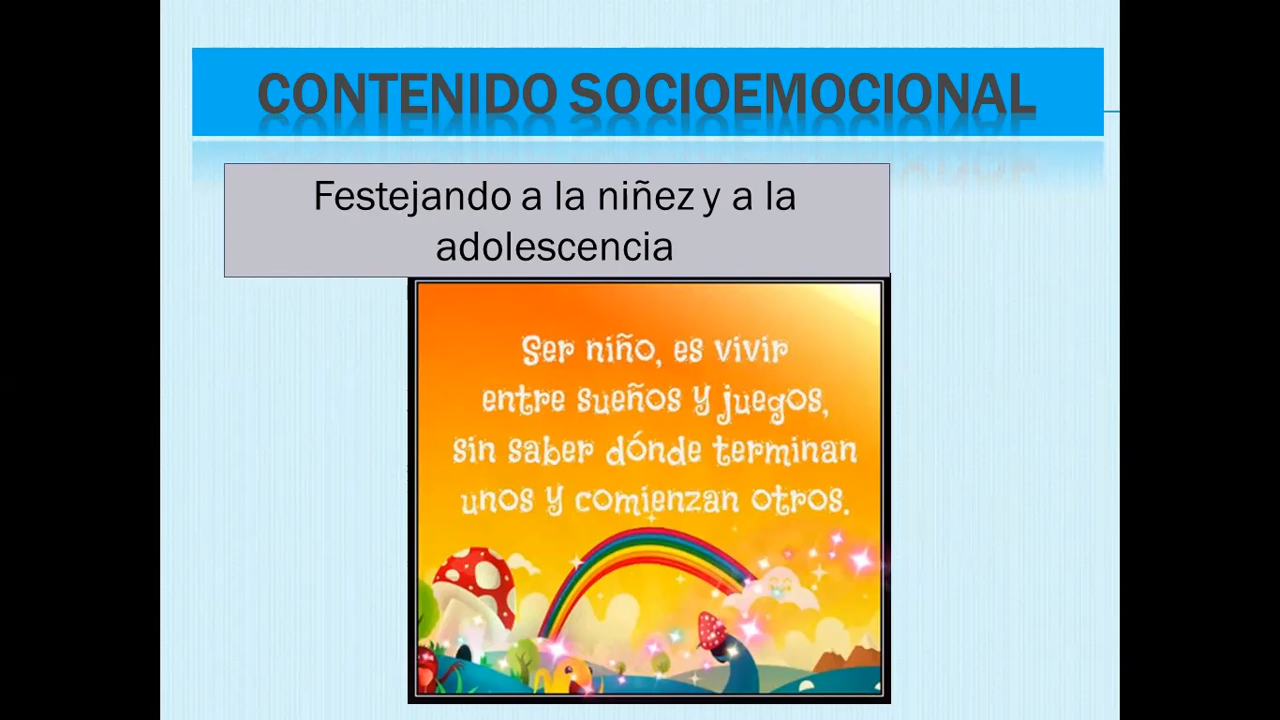 CONTENIDO SOCIOEMOCIONAL
Festejando a la niñez y a la
adolescencia
Ser niño, es vivir
entre sueños y juegos,
sin saber dónde terminan
unos y comienzan otros.